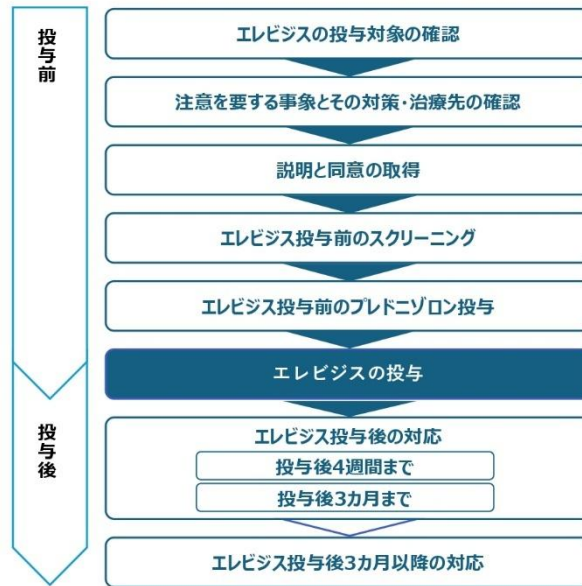 投与前
エレビジスの投与対象の確認
注意を要する事象とその対策・治療先の確認
説明と同意の取得
エレビジス投与前のスクリーニング
エレビジス投与前のプレドニゾロン投与
エレビジスの投与
投与後
エレビジス投与後の対応
投与後4週間まで
投与後3カ月まで
エレビジス投与後3カ月以降の対応